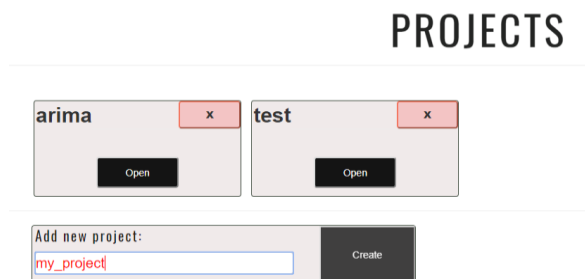 PROJECTS
arima x test x
Open Open
Add new project:
my_project
Create